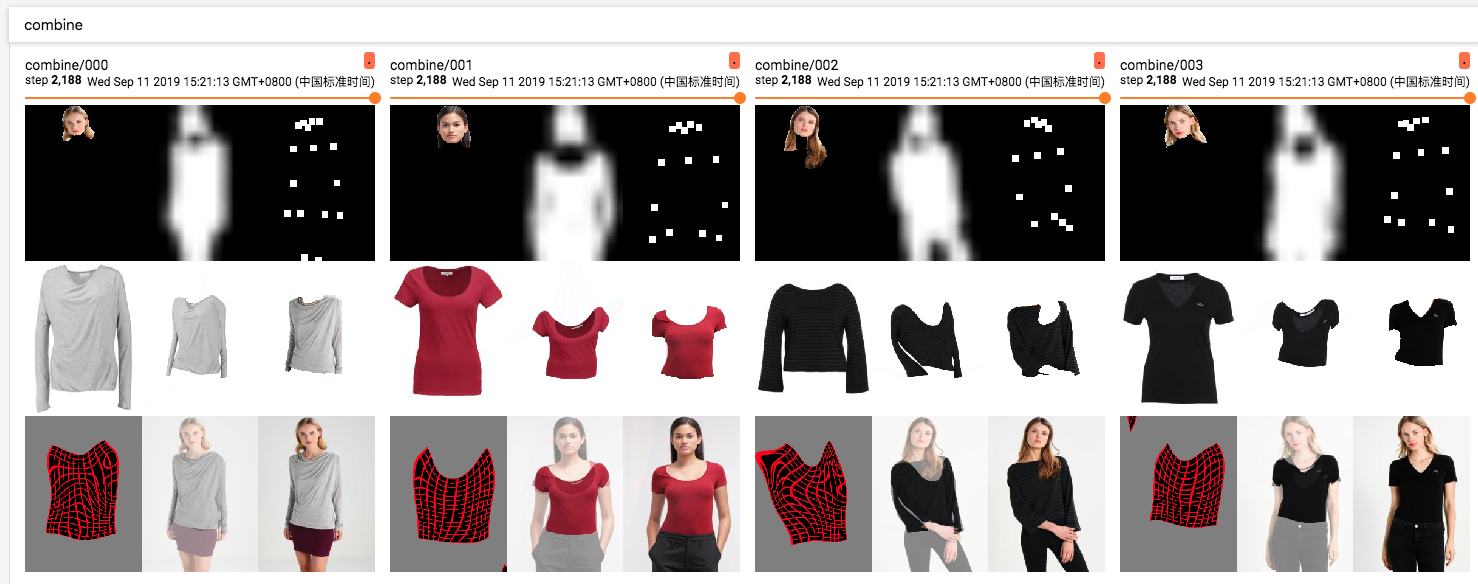 combine
combine/000
step 2,188 Wed Sep 11 2019 15:21:13 GMT+0800 (中国标准时间)
combine/001
step 2,188 Wed Sep 11 2019 15:21:13 GMT+0800 (中国标准时间)
combine/002
step 2,188 Wed Sep 11 2019 15:21:13 GMT+0800 (中国标准时间)
combine/003
step 2,188 Wed Sep 11 2019 15:21:13 GMT+0800 (中国标准时间)